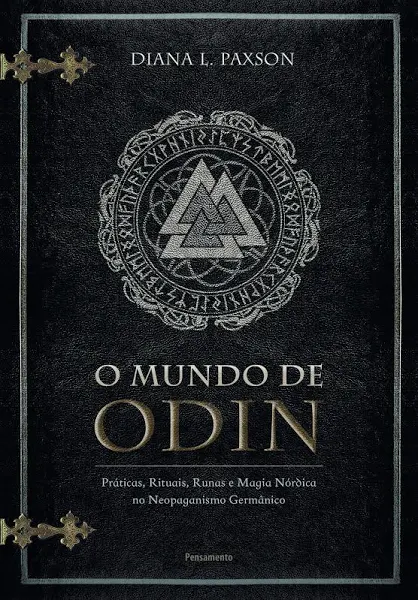 DIANA L. PAXSON
O MUNDO DE
ODIN
Práticas, Rituais, Runas e Magia Nórdica
no Neopaganismo Germânico
Pensamento